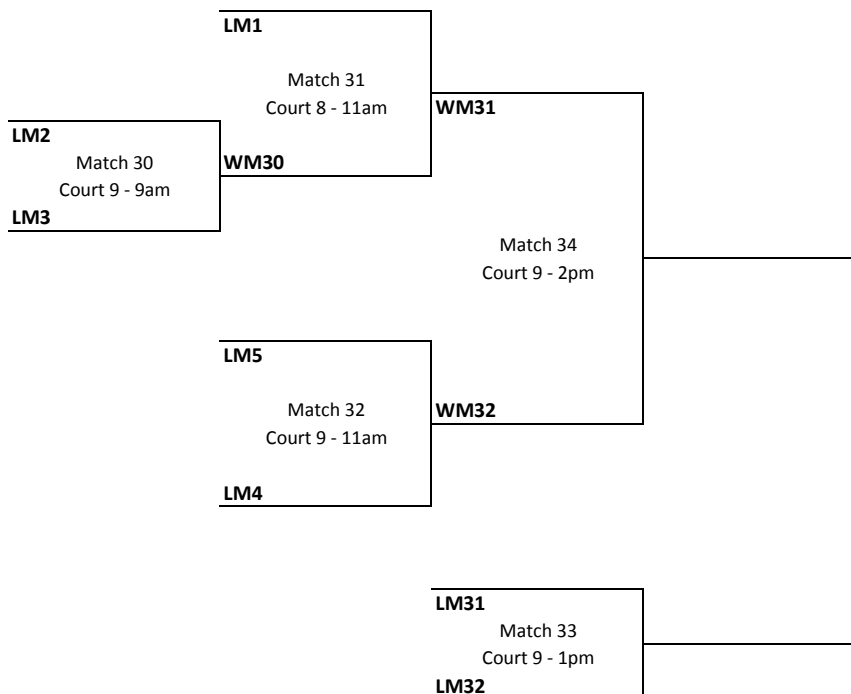 LM1
Match 31
Court 8 - 11am
WM31
LM2
Match 30
Court 9 - 9am
WM30
LM3
Match 34
Court 9 - 2pm
LM5
Match 32
Court 9 - 11am
WM32
LM4
LM31
Match 33
Court 9 - 1pm
LM32